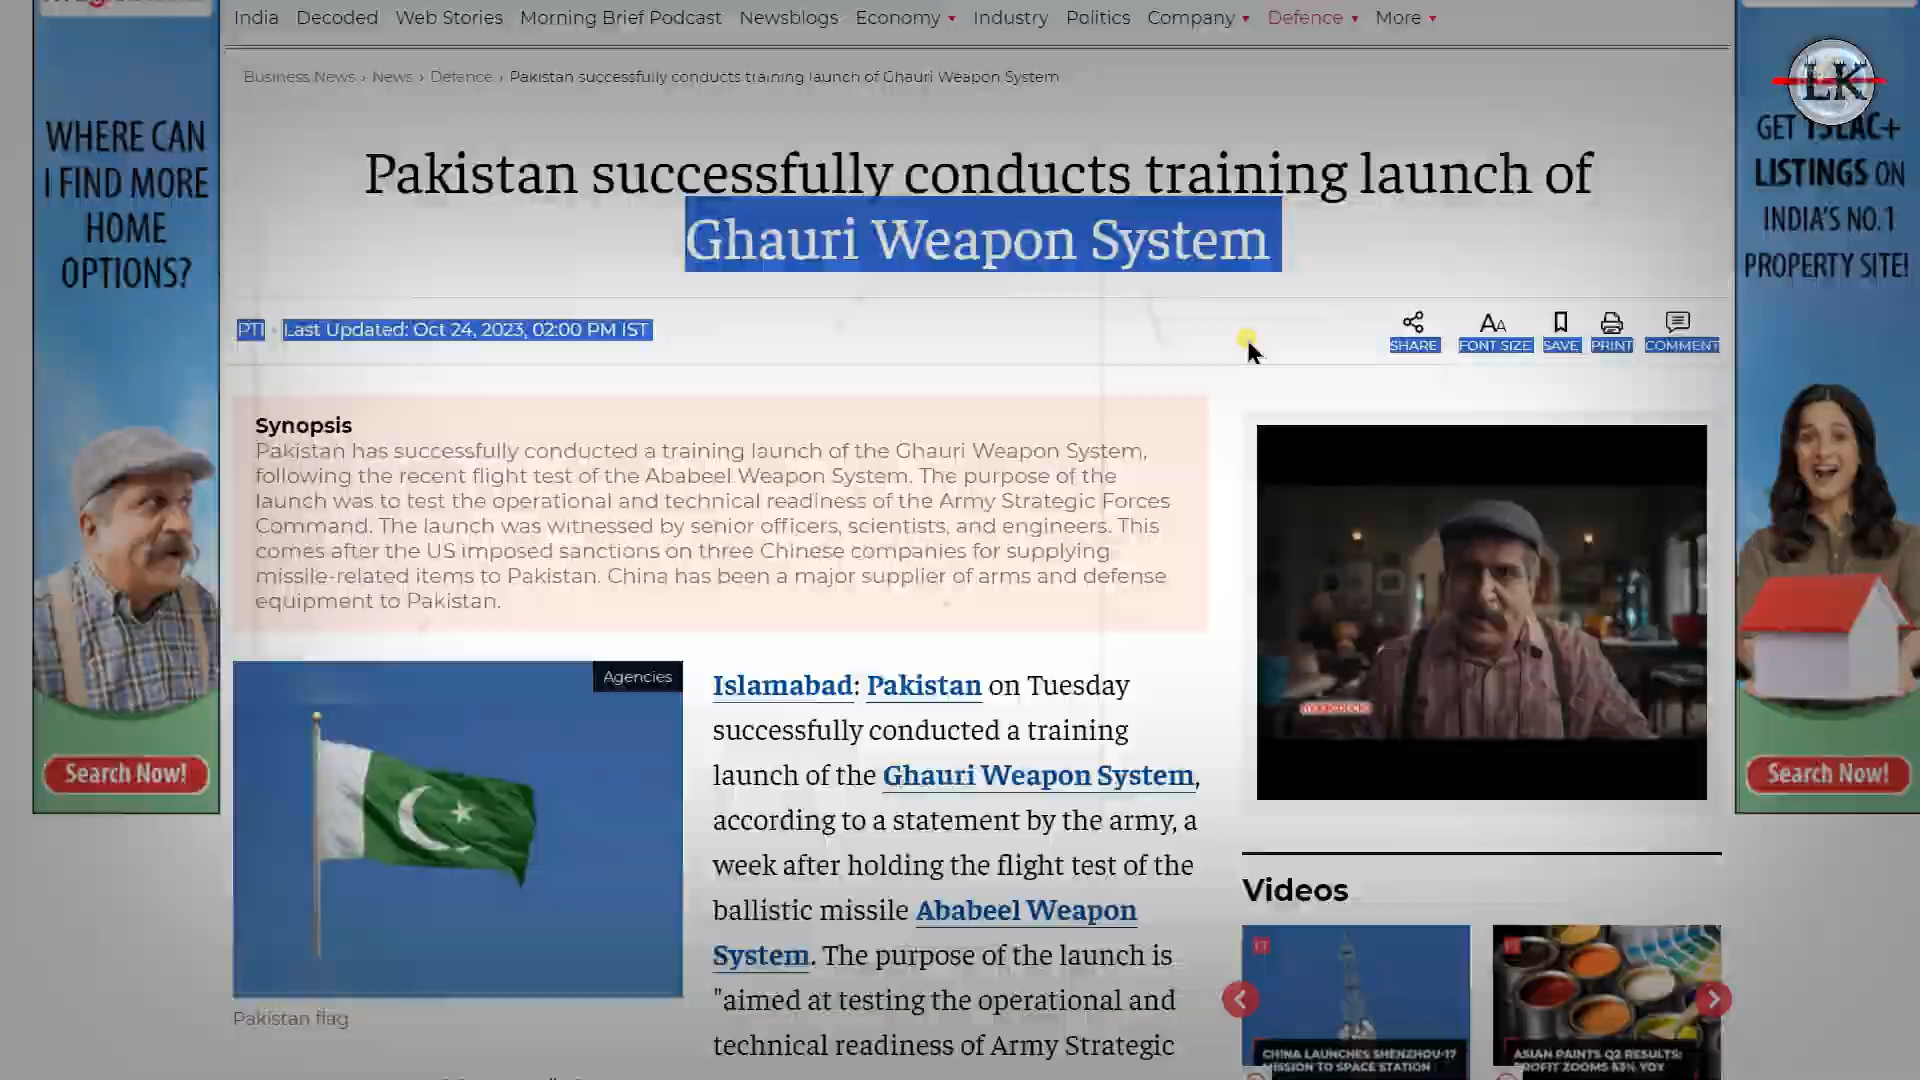 India Decoded Web Stories Morning Brief Podcast Newsblogs Economy Industry Politics Company Defence More
Business News › News › Defence › Pakistan successfully conducts training launch of Ghauri Weapon System
LK
Pakistan successfully conducts training launch of
Ghauri Weapon System
PTI · Last Updated: Oct 24, 2023, 02:00 PM IST
SHARE FONT SIZE SAVE PRINT COMMENT
WHERE CAN
I FIND MORE
HOME
OPTIONS?
Search Now!
GET 15LAC+
LISTINGS ON
INDIA'S NO.1
PROPERTY SITE!
Search Now!
Synopsis
Pakistan has successfully conducted a training launch of the Ghauri Weapon System,
following the recent flight test of the Ababeel Weapon System. The purpose of the
launch was to test the operational and technical readiness of the Army Strategic Forces
Command. The launch was witnessed by senior officers, scientists, and engineers. This
comes after the US imposed sanctions on three Chinese companies for supplying
missile-related items to Pakistan. China has been a major supplier of arms and defense
equipment to Pakistan.
Agencies
Pakistan flag
Islamabad: Pakistan on Tuesday
successfully conducted a training
launch of the Ghauri Weapon System,
according to a statement by the army, a
week after holding the flight test of the
ballistic missile Ababeel Weapon
System. The purpose of the launch is
"aimed at testing the operational and
technical readiness of Army Strategic
magicbricks
Videos
ET
CHINA LAUNCHES SHENZHOU-17
MISSION TO SPACE STATION
ET
ASIAN PAINTS Q2 RESULTS:
PROFIT ZOOMS 53% YOY